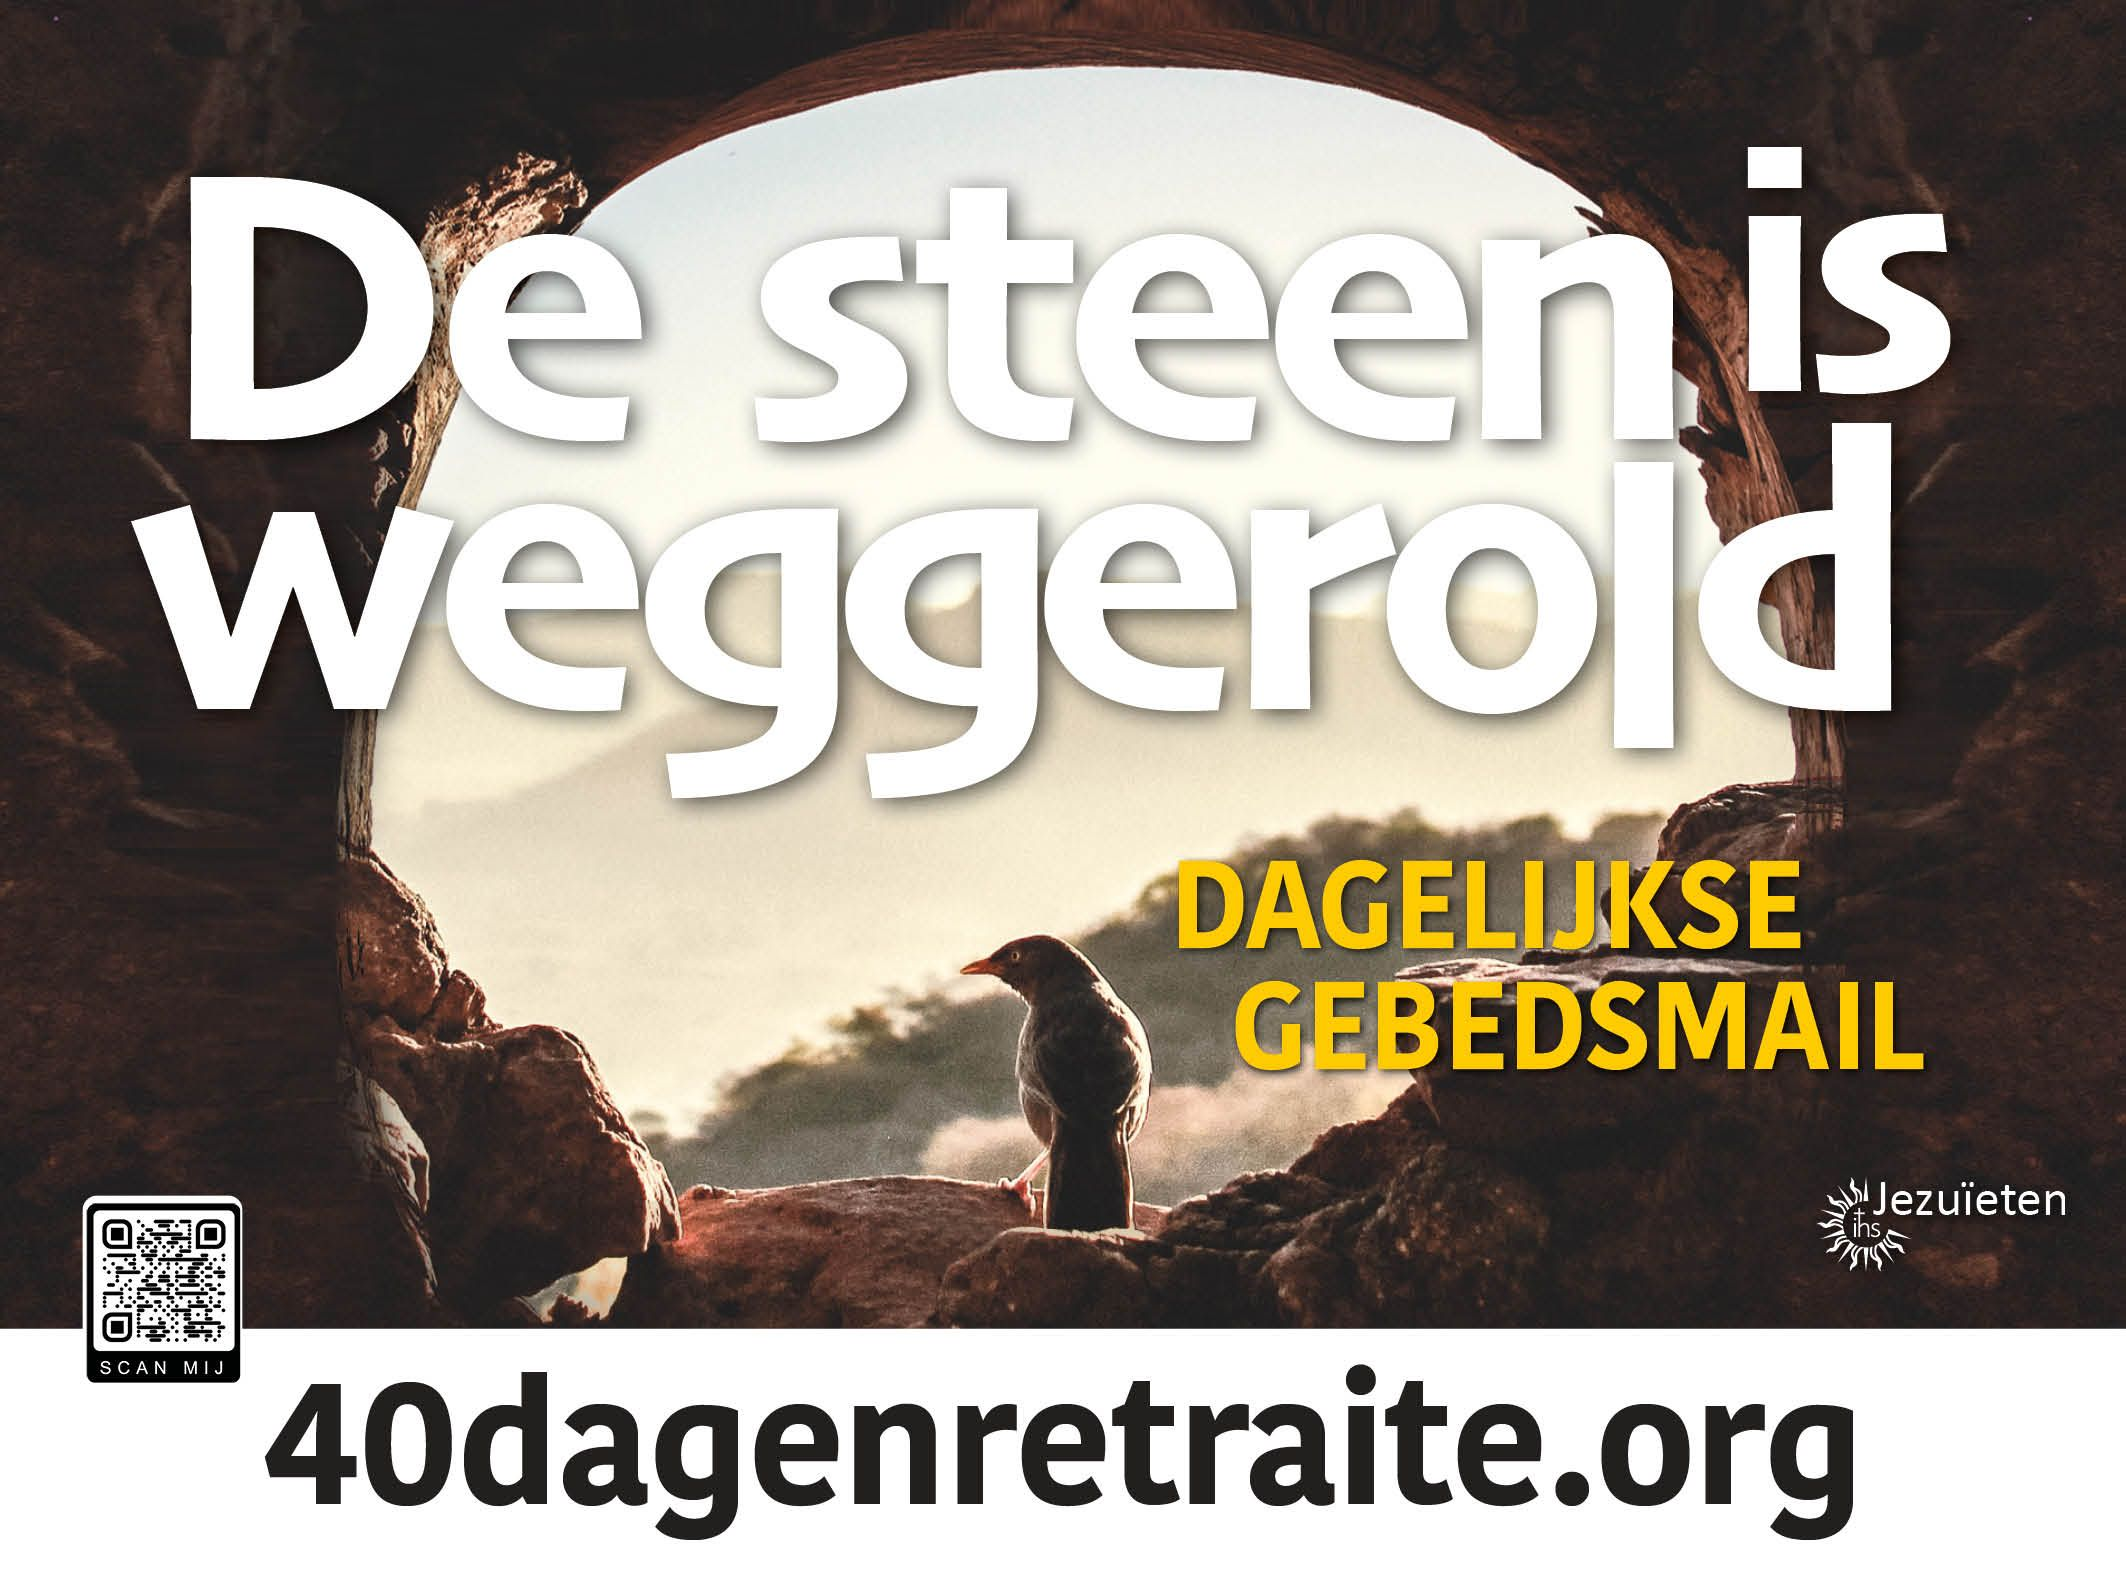 De steen is
weggerold
DAGELIJKSE
GEBEDSMAIL
Jezuïeten
ihs
SCAN MIJ
40dagenretraite.org